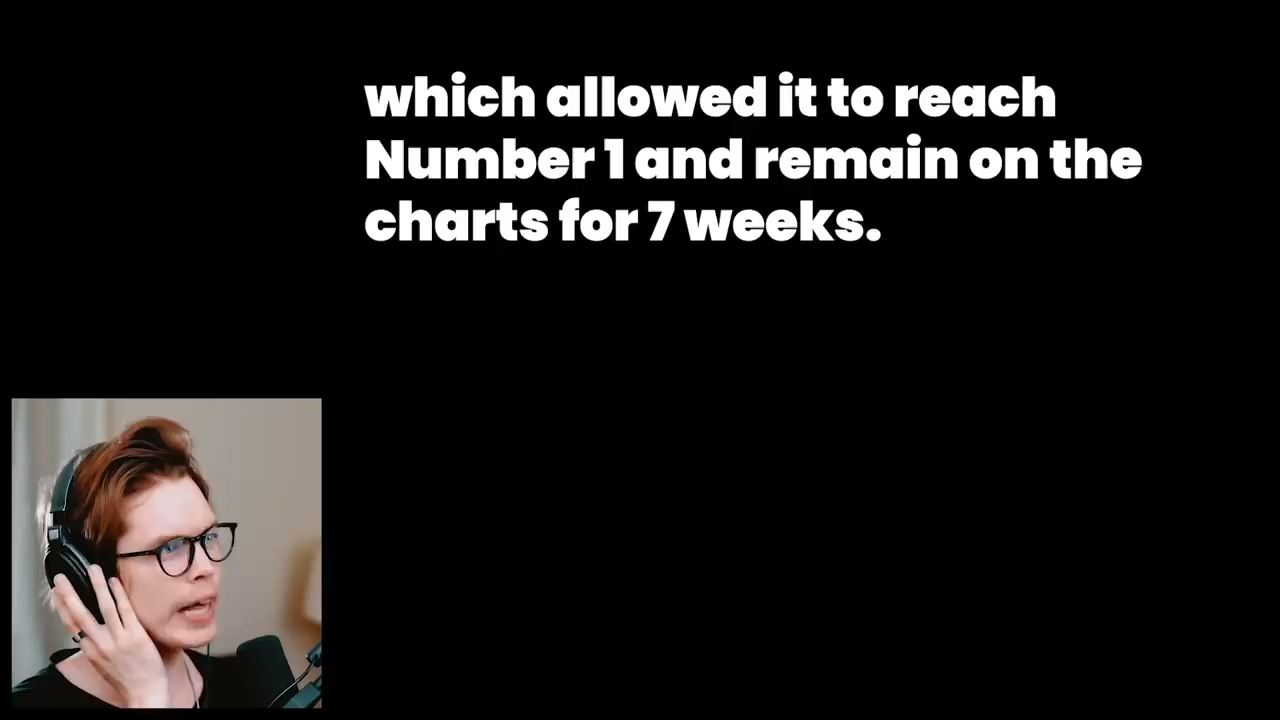 which allowed it to reach
Number 1 and remain on the
charts for 7 weeks.